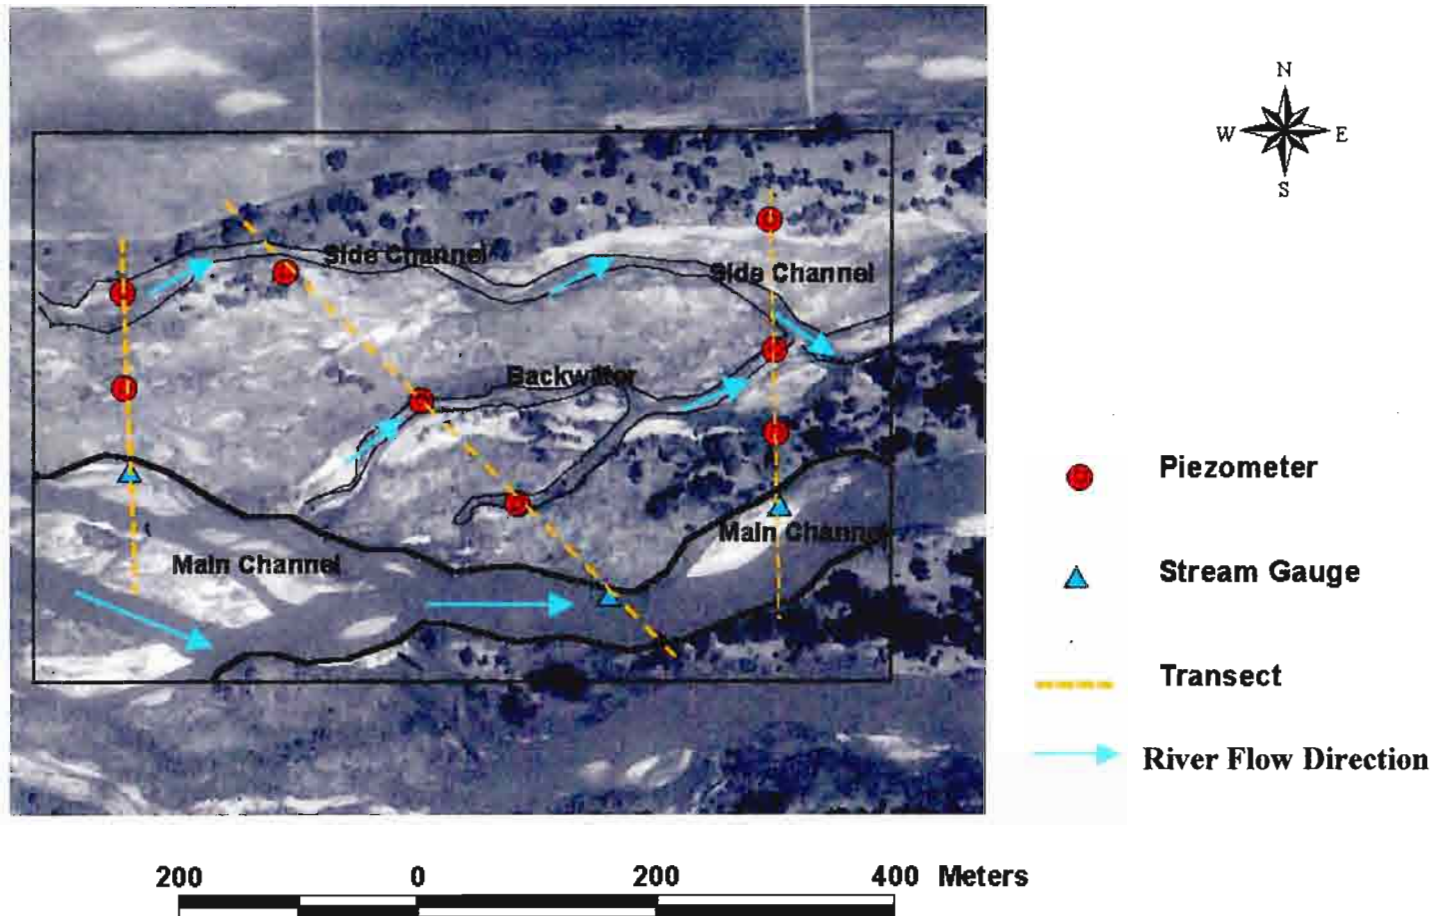 N
W E
S
Side Channel
Side Channel
Backwater
Main Channel
Main Channel
Piezometer
Stream Gauge
Transect
River Flow Direction
200 0 200 400 Meters